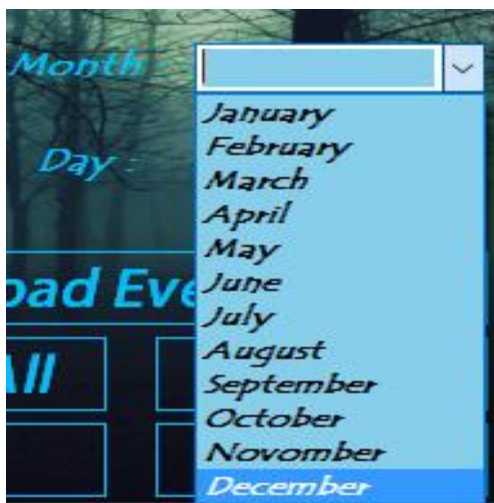 Month :
January
February
Day :
March
April
May
June
oad Eve
July
All
August
September
October
Novomber
December